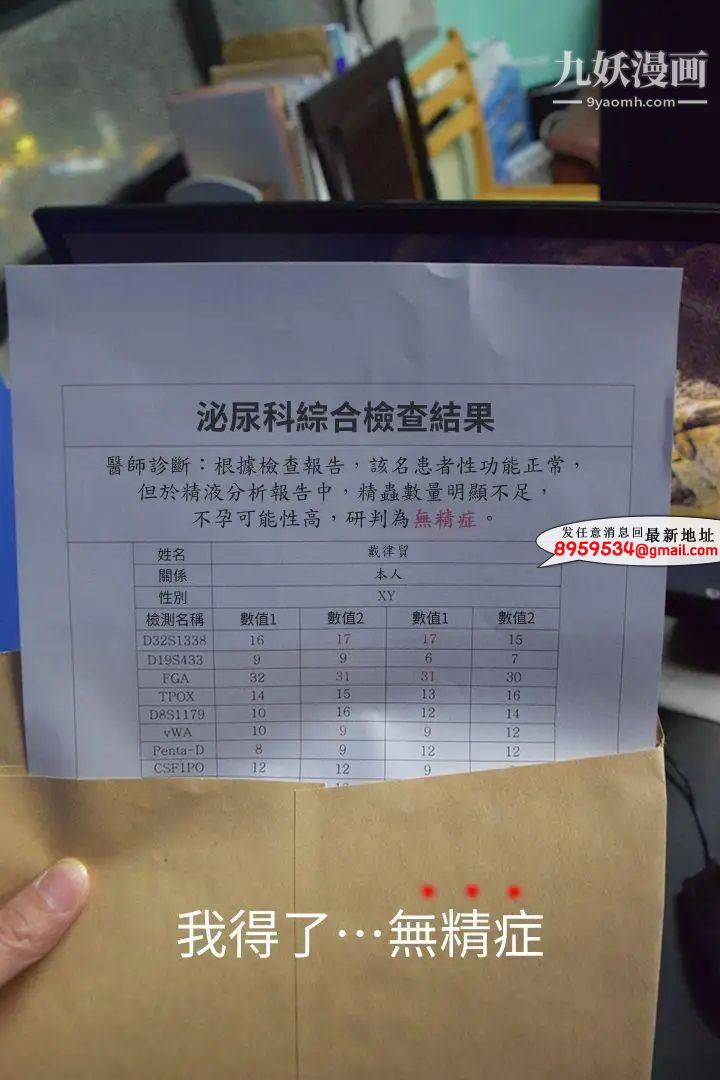 九妖漫画
9yaomh.com
泌尿科綜合檢查結果
醫師診斷：根據檢查報告，該名患者性功能正常，
但於精液分析報告中，精蟲數量明顯不足，
不孕可能性高，研判為無精症。
发任意消息回 最新地址
8959534@gmail.com
姓名 戴律貿
關係 本人
性別 XY
檢測名稱 數值1 數值2 數值1 數值2
D32S1338 16 17 17 15
D19S433 9 9 6 7
FGA 32 31 31 30
TPOX 14 15 13 16
D8S1179 10 16 12 14
vWA 10 9 9 12
Penta-D 8 9 12 12
CSF1PO 12 12 9
我得了…無精症